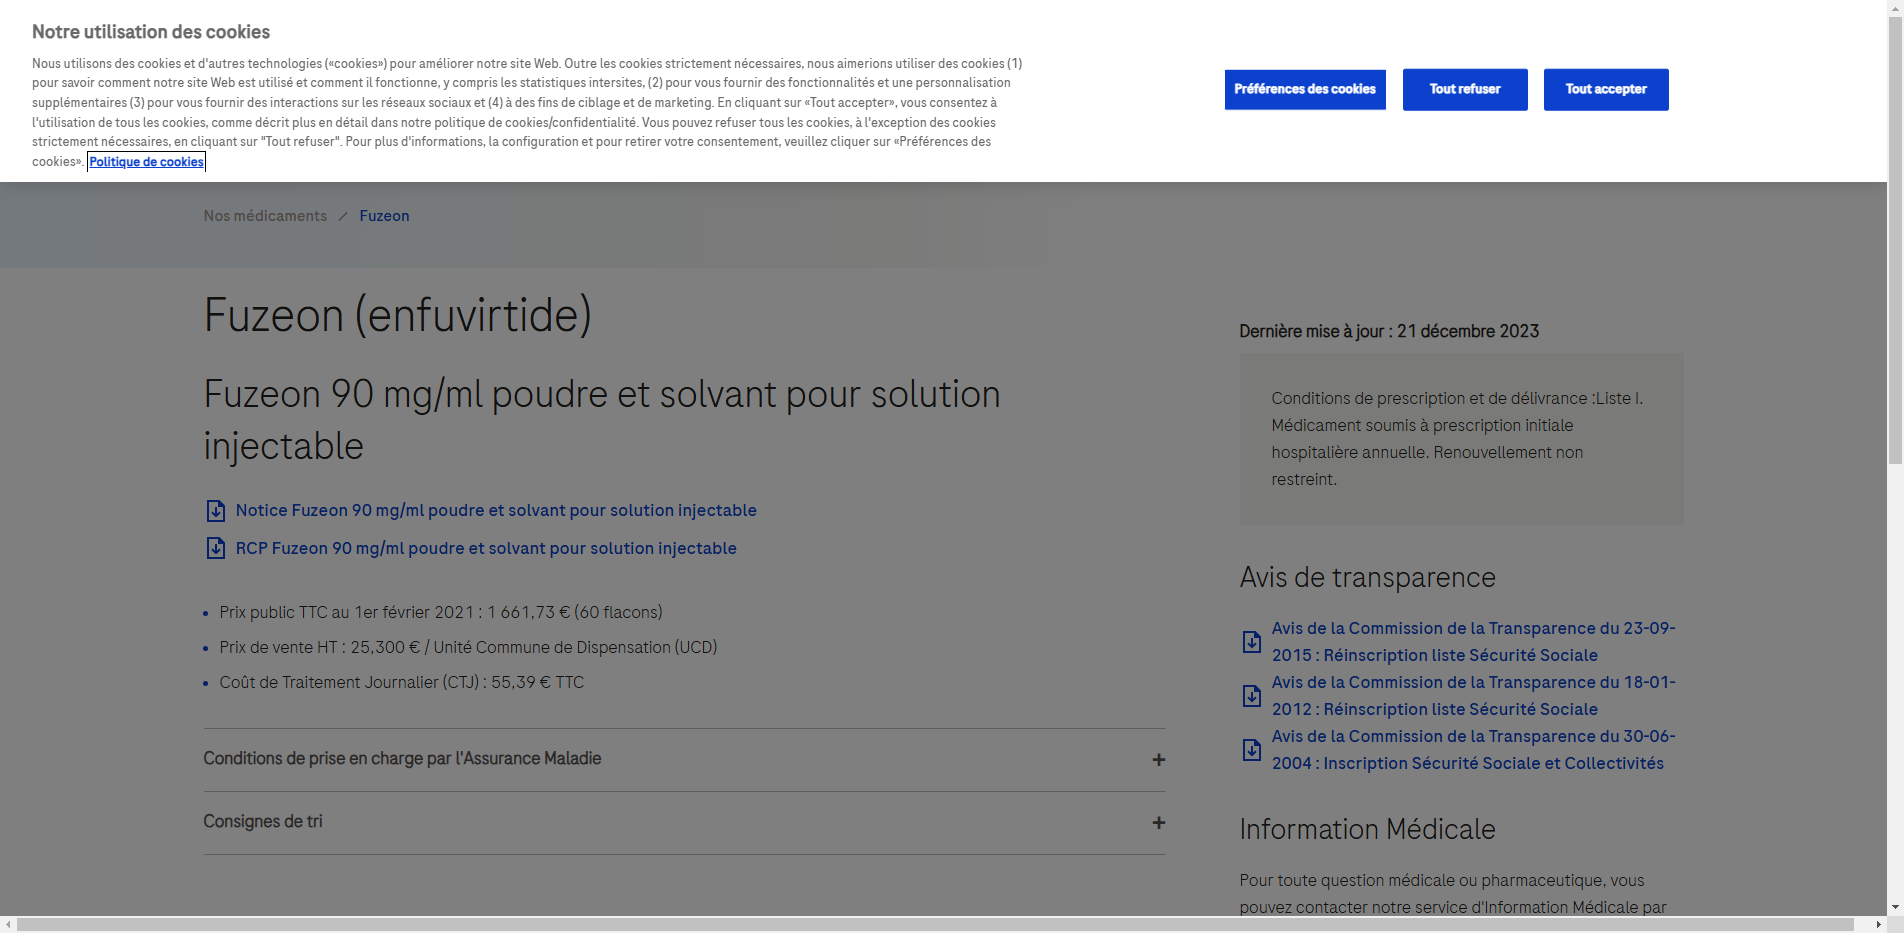 Notre utilisation des cookies
Nous utilisons des cookies et d'autres technologies («cookies») pour améliorer notre site Web. Outre les cookies strictement nécessaires, nous aimerions utiliser des cookies (1)
pour savoir comment notre site Web est utilisé et comment il fonctionne, y compris les statistiques intersites, (2) pour vous fournir des fonctionnalités et une personnalisation
supplémentaires (3) pour vous fournir des interactions sur les réseaux sociaux et (4) à des fins de ciblage et de marketing. En cliquant sur «Tout accepter», vous consentez à
l'utilisation de tous les cookies, comme décrit plus en détail dans notre politique de cookies/confidentialité. Vous pouvez refuser tous les cookies, à l'exception des cookies
strictement nécessaires, en cliquant sur "Tout refuser". Pour plus d'informations, la configuration et pour retirer votre consentement, veuillez cliquer sur «Préférences des
cookies». Politique de cookies
Préférences des cookies
Tout refuser
Tout accepter
Nos médicaments / Fuzeon
Fuzeon (enfuvirtide)
Fuzeon 90 mg/ml poudre et solvant pour solution
injectable
Notice Fuzeon 90 mg/ml poudre et solvant pour solution injectable
RCP Fuzeon 90 mg/ml poudre et solvant pour solution injectable
Prix public TTC au 1er février 2021 : 1 661,73 € (60 flacons)
Prix de vente HT : 25,300 € / Unité Commune de Dispensation (UCD)
Coût de Traitement Journalier (CTJ) : 55,39 € TTC
Conditions de prise en charge par l'Assurance Maladie +
Consignes de tri +
Dernière mise à jour : 21 décembre 2023
Conditions de prescription et de délivrance :Liste I.
Médicament soumis à prescription initiale
hospitalière annuelle. Renouvellement non
restreint.
Avis de transparence
Avis de la Commission de la Transparence du 23-09-
2015 : Réinscription liste Sécurité Sociale
Avis de la Commission de la Transparence du 18-01-
2012 : Réinscription liste Sécurité Sociale
Avis de la Commission de la Transparence du 30-06-
2004 : Inscription Sécurité Sociale et Collectivités
Information Médicale
Pour toute question médicale ou pharmaceutique, vous
pouvez contacter notre service d'Information Médicale par